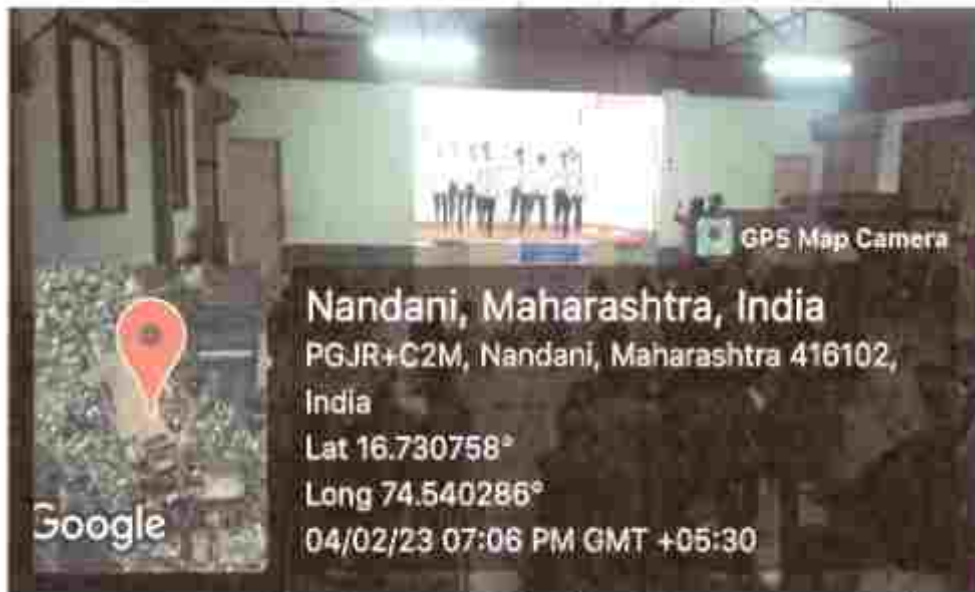 GPS Map Camera
Nandani, Maharashtra, India
PGJR+C2M, Nandani, Maharashtra 416102,
India
Lat 16.730758°
Long 74.540286°
04/02/23 07:06 PM GMT +05:30
Google